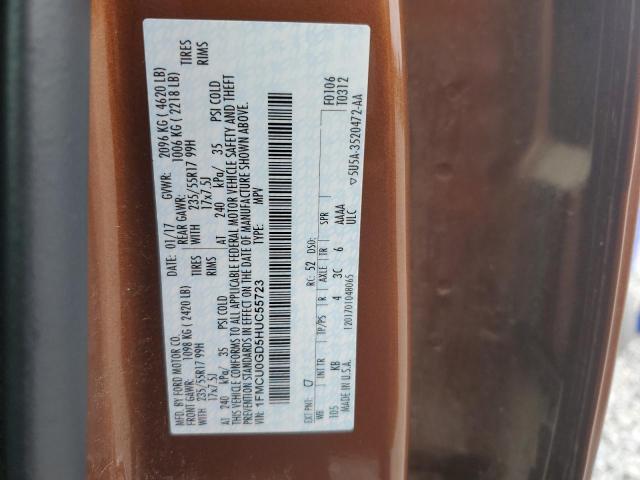 MFD. BY FORD MOTOR CO.
DATE: 01/17 GVWR: 2096 KG ( 4620 LB)
FRONT GAWR: 1098 KG ( 2420 LB) REAR GAWR: 1006 KG ( 2218 LB)
WITH 235/55R17 99H TIRES WITH 235/55R17 99H TIRES
17x7.5J RIMS 17x7.5J RIMS
AT 240 kPa/ 35 PSI COLD AT 240 kPa/ 35 PSI COLD
THIS VEHICLE CONFORMS TO ALL APPLICABLE FEDERAL MOTOR VEHICLE SAFETY AND THEFT
PREVENTION STANDARDS IN EFFECT ON THE DATE OF MANUFACTURE SHOWN ABOVE.
VIN: 1FMCU0GD5HUC55723
TYPE: MPV
F0106
T0312
EXT PNT: RC: 52 DSO:
WB INT TR TP/PS R AXLE TR SPR
105 KB 4 3C 6 AAAA
MADE IN U.S.A. ULC
1201701048065
▽5U5A-3520472-AA